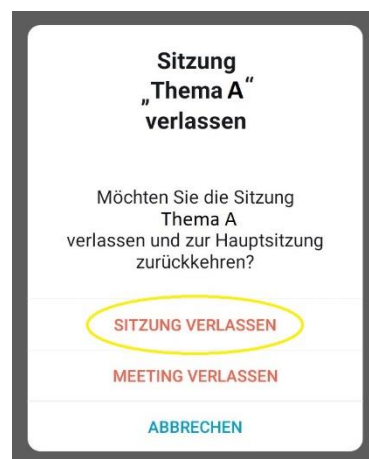 Sitzung
„Thema A“
verlassen
Möchten Sie die Sitzung
Thema A
verlassen und zur Hauptsitzung
zurückkehren?
SITZUNG VERLASSEN
MEETING VERLASSEN
ABBRECHEN